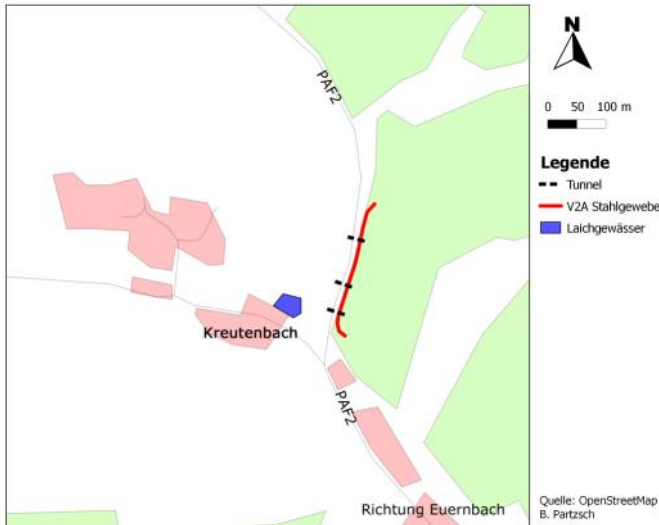 PAF2
Kreutenbach
PAF2
Richtung Euernbach
N
0 50 100 m
Legende
Tunnel
V2A Stahlgewebe
Laichgewässer
Quelle: OpenStreetMap
B. Partzsch